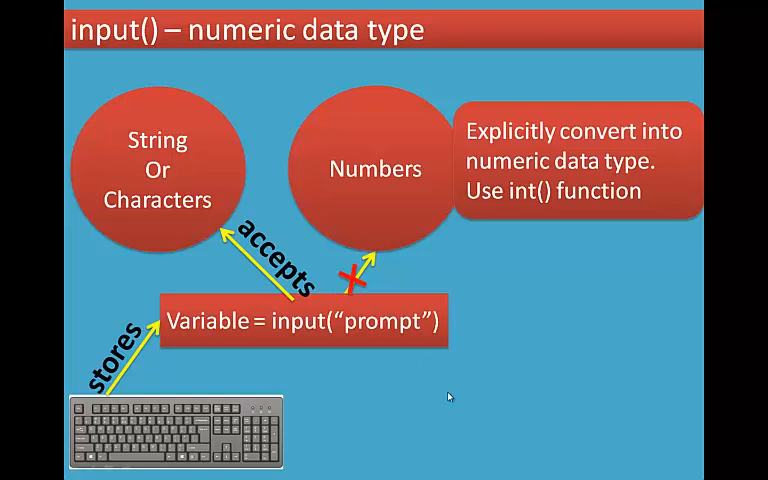 input() – numeric data type
String
Or
Characters
Numbers
Explicitly convert into
numeric data type.
Use int() function
accepts
Variable = input(“prompt”)
stores